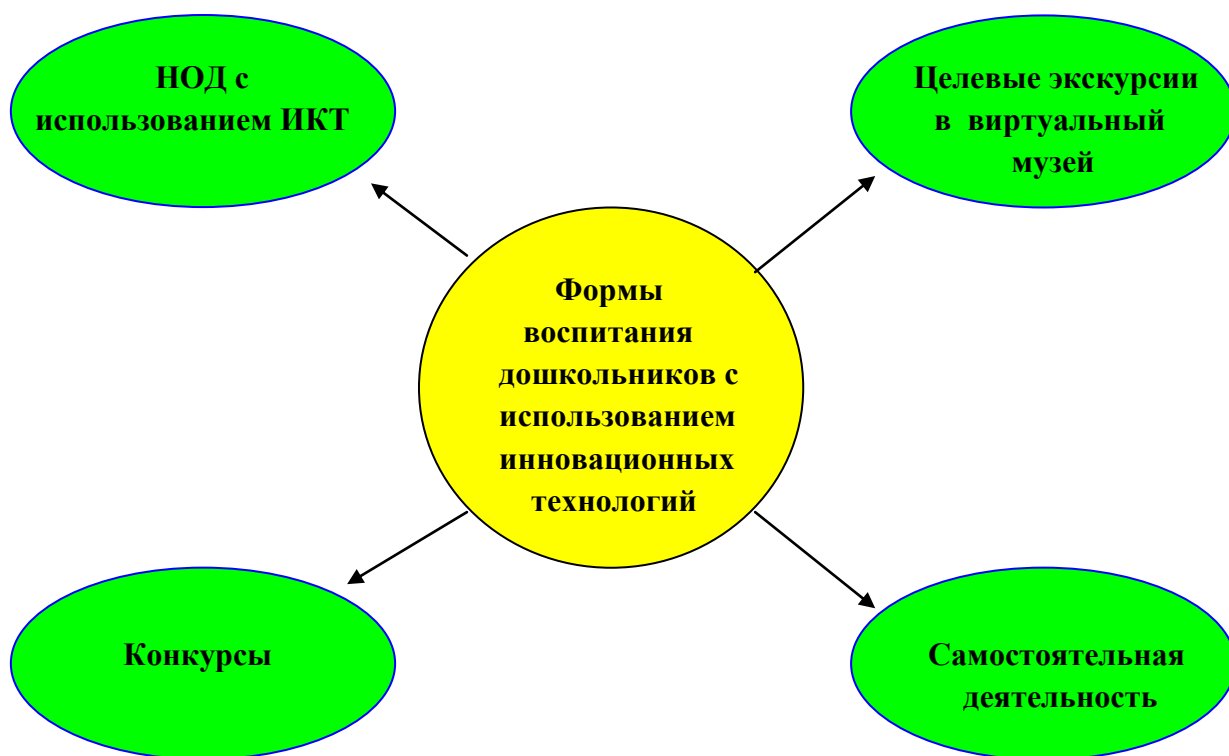 НОД с
использованием ИКТ
Целевые экскурсии
в виртуальный
музей
Формы
воспитания
дошкольников с
использованием
инновационных
технологий
Конкурсы
Самостоятельная
деятельность